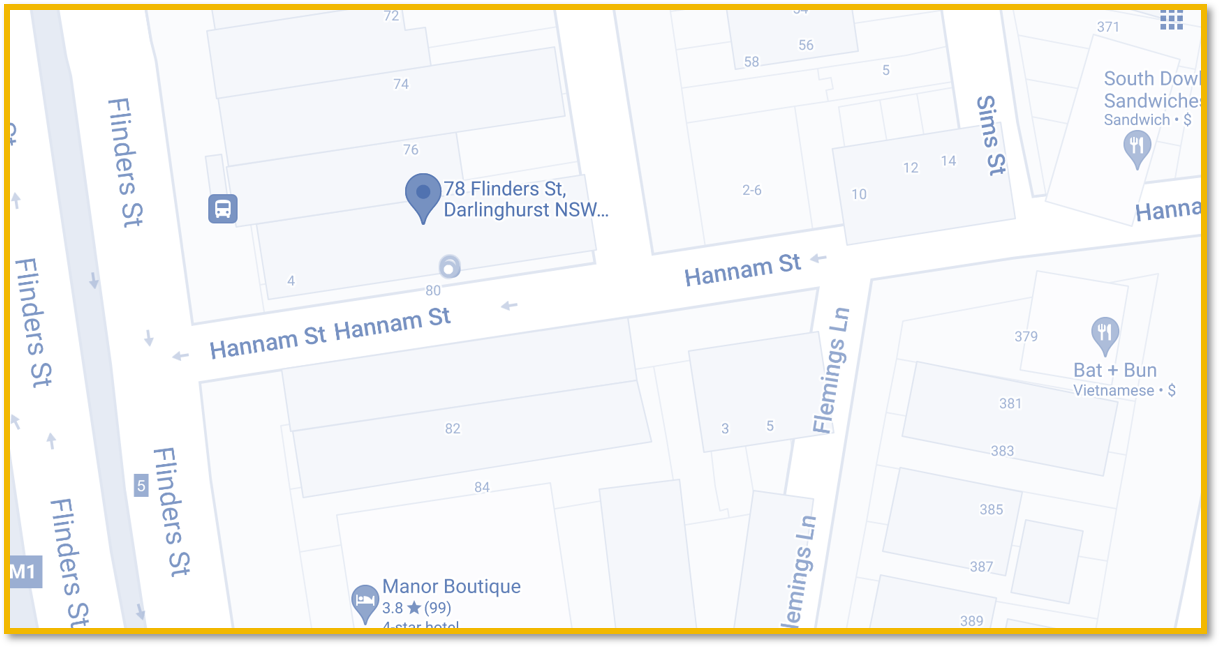 72
54
56
58
5
371
74
South Dowl
Sandwiches
Sandwich • $
Flinders St
Sims St
76
12
14
78 Flinders St,
Darlinghurst NSW...
2-6
10
Hanna
Hannam St
4
80
Flinders St
Hannam St
Hannam St
Flemings Ln
379
Bat + Bun
Vietnamese • $
381
82
3
5
383
5
Flinders St
84
385
Flinders St
lemings Ln
M1
387
Manor Boutique
3.8 ★ (99)
4-star hotel
389